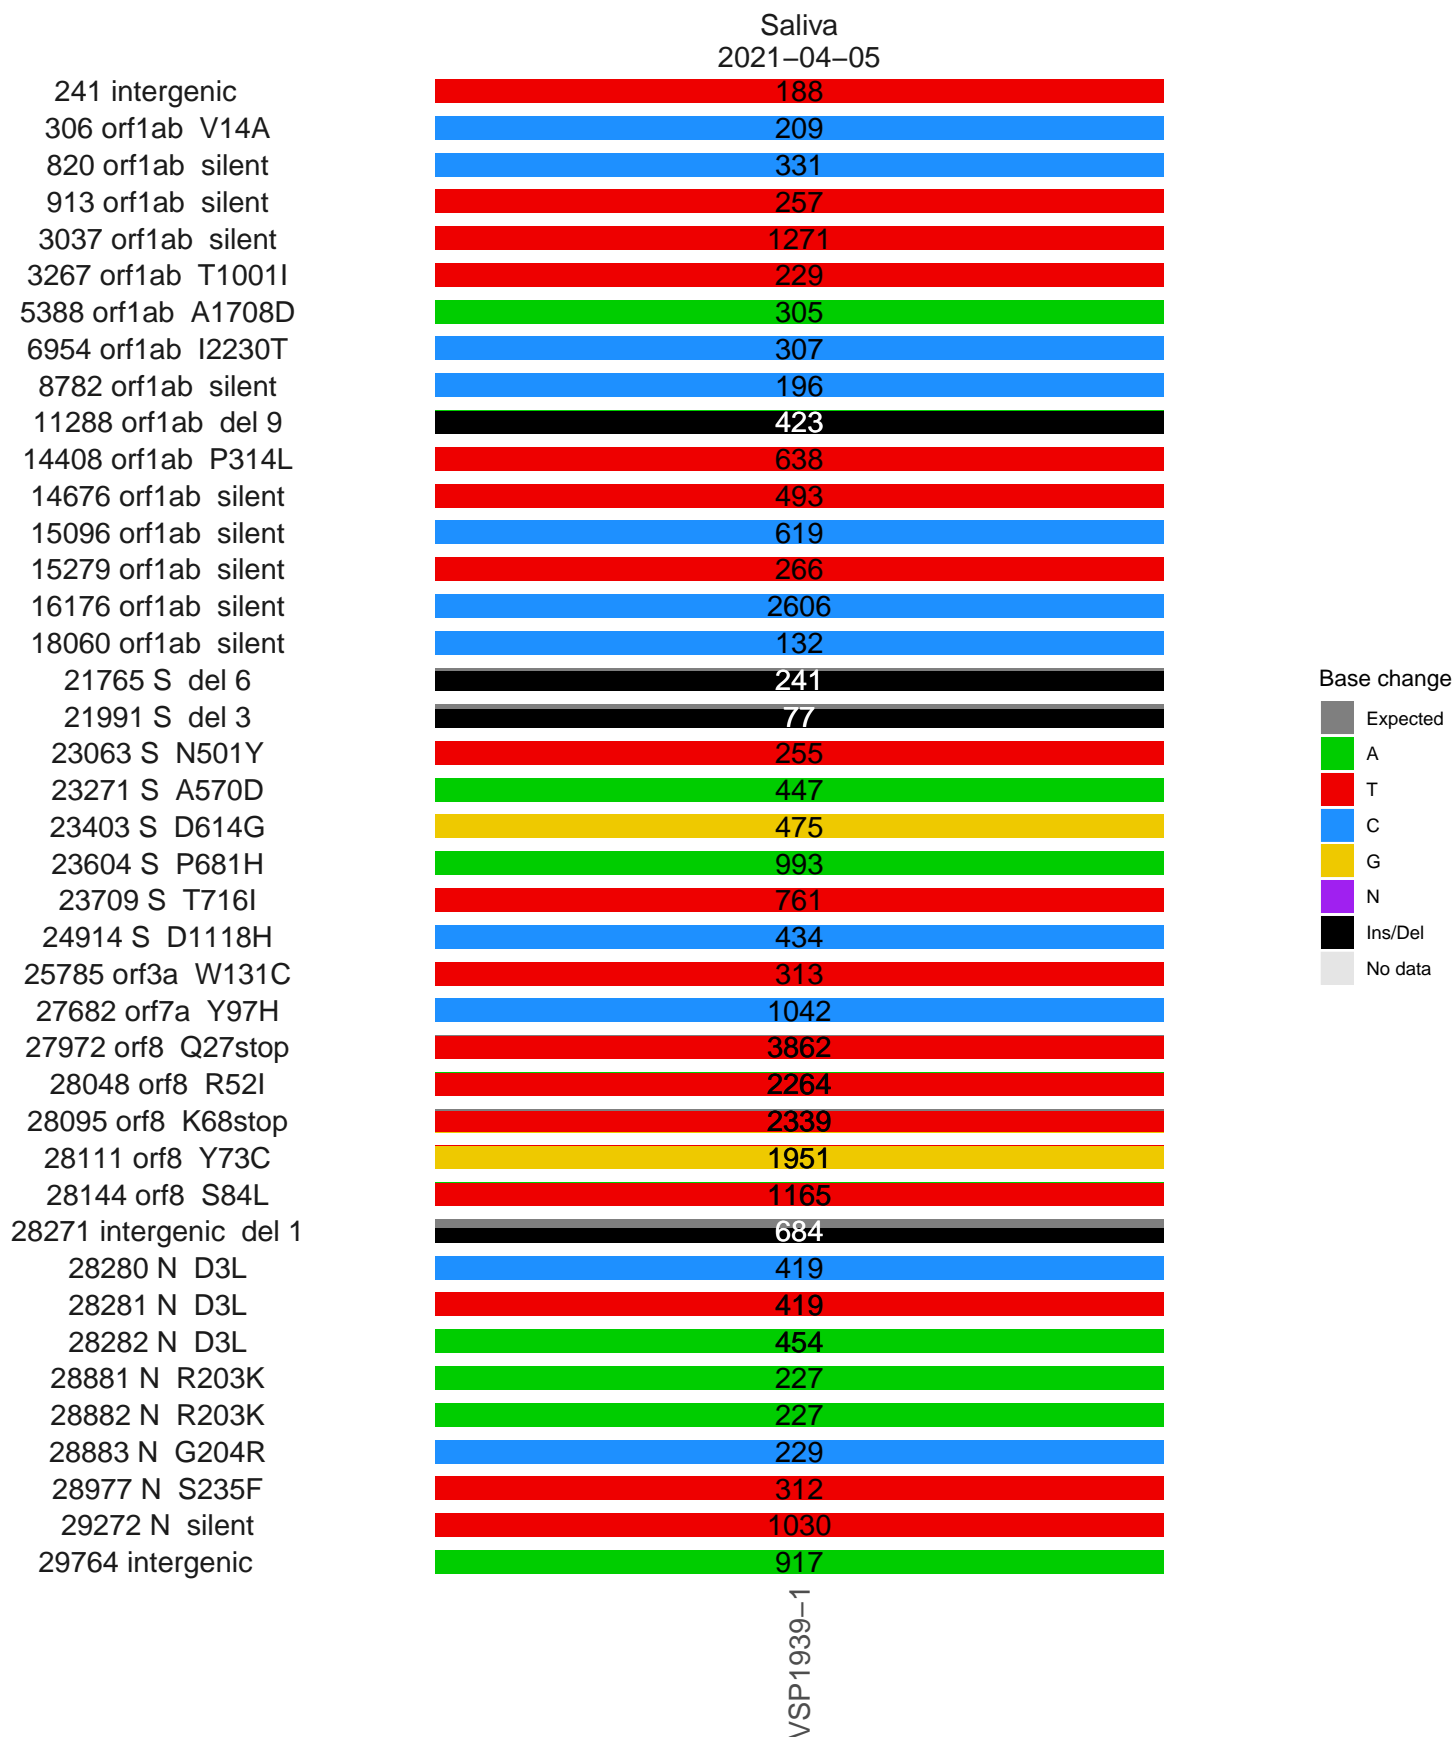 Saliva
2021−04−05
241 intergenic 188
306 orf1ab V14A 209
820 orf1ab silent 331
913 orf1ab silent 257
3037 orf1ab silent 1271
3267 orf1ab T1001I 229
5388 orf1ab A1708D 305
6954 orf1ab I2230T 307
8782 orf1ab silent 196
11288 orf1ab del 9 423
14408 orf1ab P314L 638
14676 orf1ab silent 493
15096 orf1ab silent 619
15279 orf1ab silent 266
16176 orf1ab silent 2606
18060 orf1ab silent 132
21765 S del 6 241
21991 S del 3 77
23063 S N501Y 255
23271 S A570D 447
23403 S D614G 475
23604 S P681H 993
23709 S T716I 761
24914 S D1118H 434
25785 orf3a W131C 313
27682 orf7a Y97H 1042
27972 orf8 Q27stop 3862
28048 orf8 R52I 2264
28095 orf8 K68stop 2339
28111 orf8 Y73C 1951
28144 orf8 S84L 1165
28271 intergenic del 1 684
28280 N D3L 419
28281 N D3L 419
28282 N D3L 454
28881 N R203K 227
28882 N R203K 227
28883 N G204R 229
28977 N S235F 312
29272 N silent 1030
29764 intergenic 917
VSP1939−1
Base change
Expected
A
T
C
G
N
Ins/Del
No data